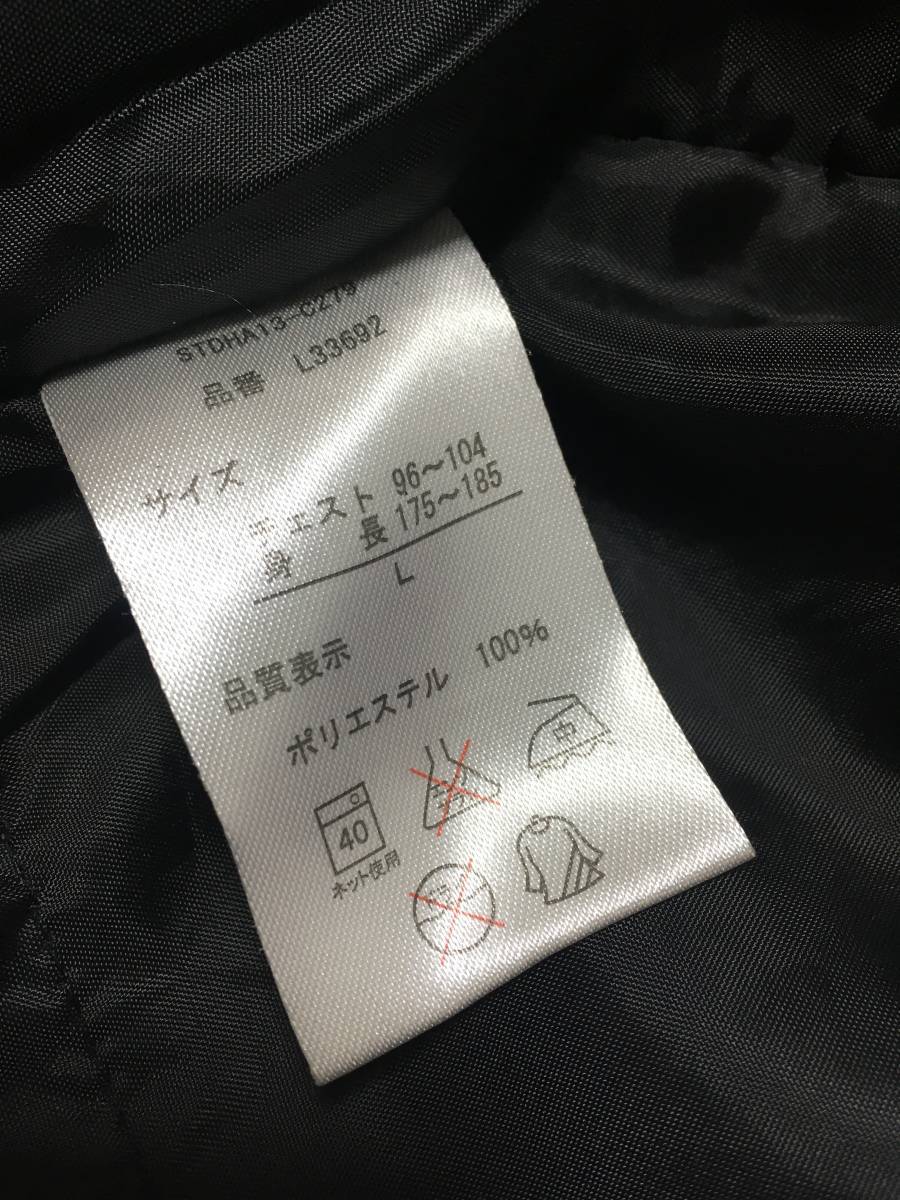 STDHA13-C279
品番 L33692
サイズ
チェスト 96～104
身 長 175～185
L
品質表示
ポリエステル 100%
中
40
ネット使用